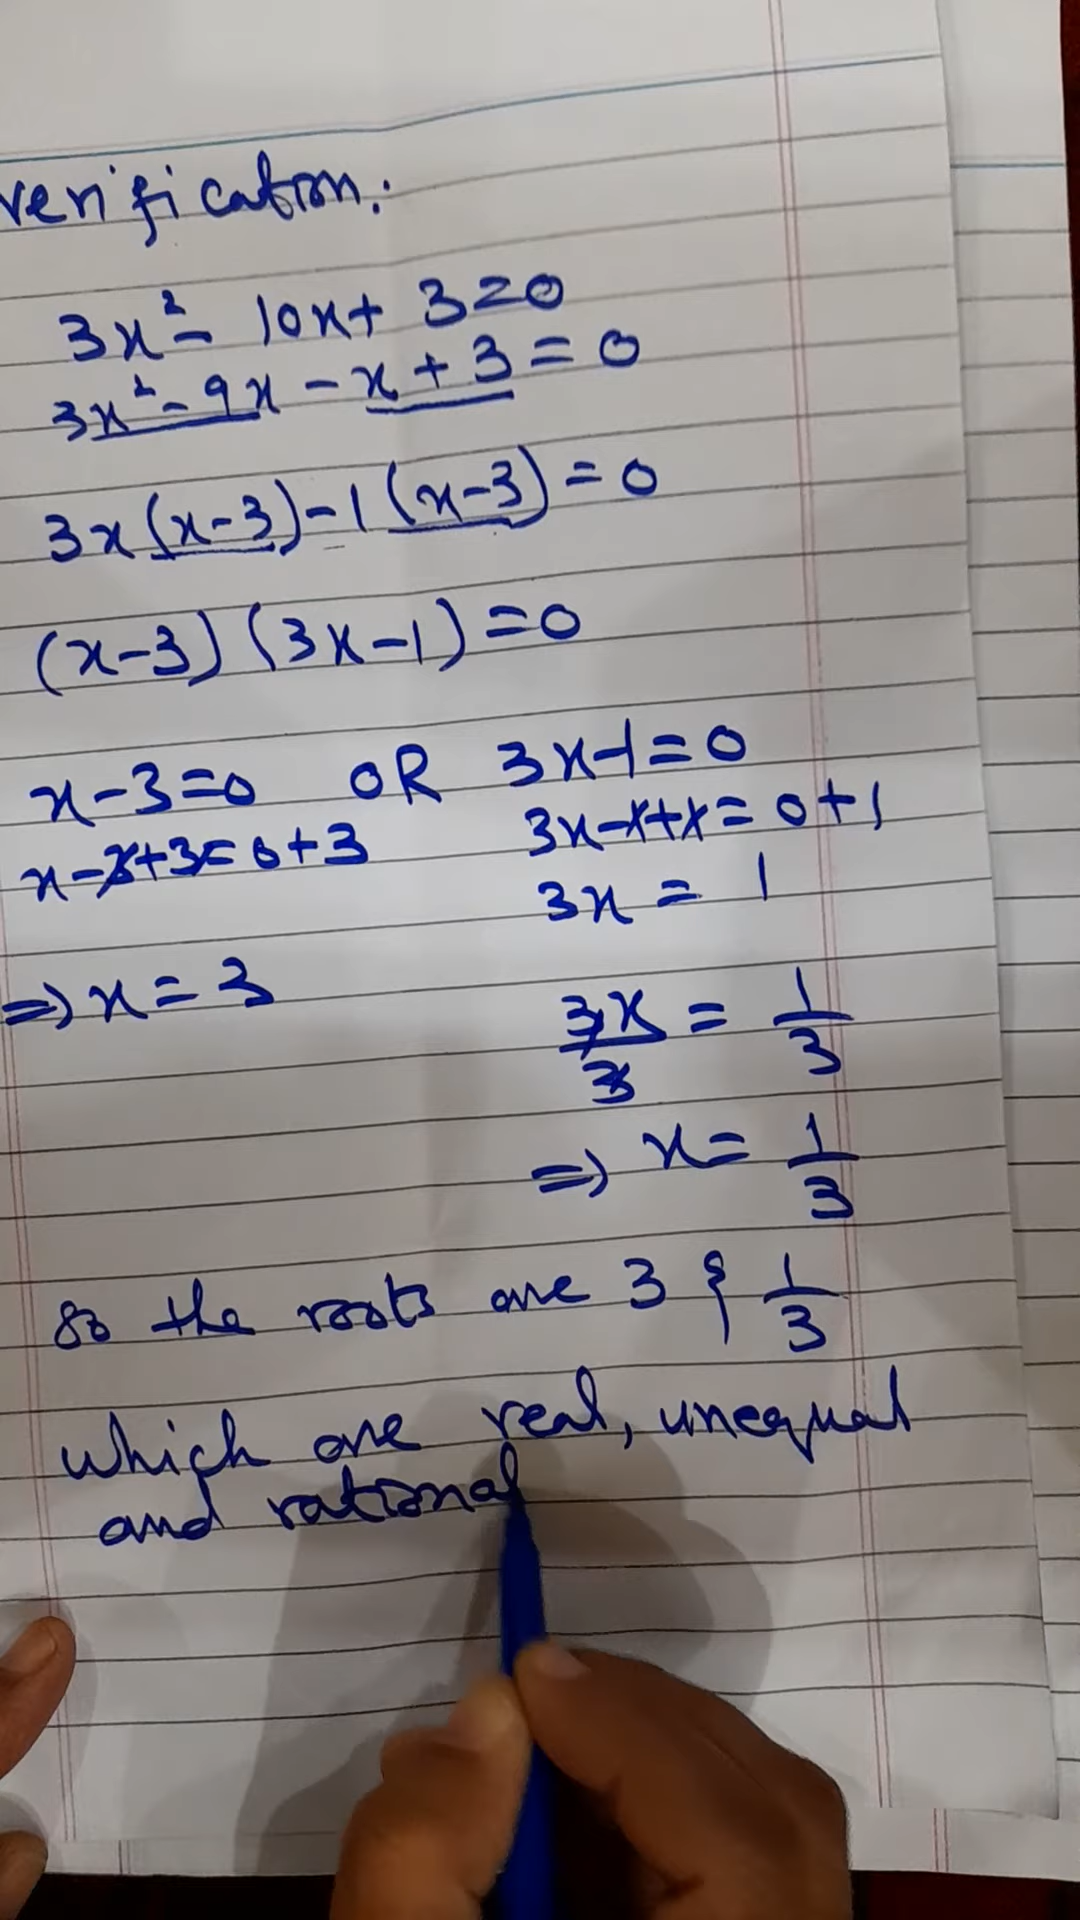 verification:
3x² - 10x + 3 = 0
3x² - 9x - x + 3 = 0
3x (x-3) - 1 (x-3) = 0
(x-3) (3x-1) = 0
x-3=0 OR 3x-1=0
x-3+3=0+3 3x-1+1=0+1
3x = 1
⇒ x = 3 3x/3 = 1/3
⇒ x = 1/3
So the roots are 3 & 1/3
which are real, unequal
and rational